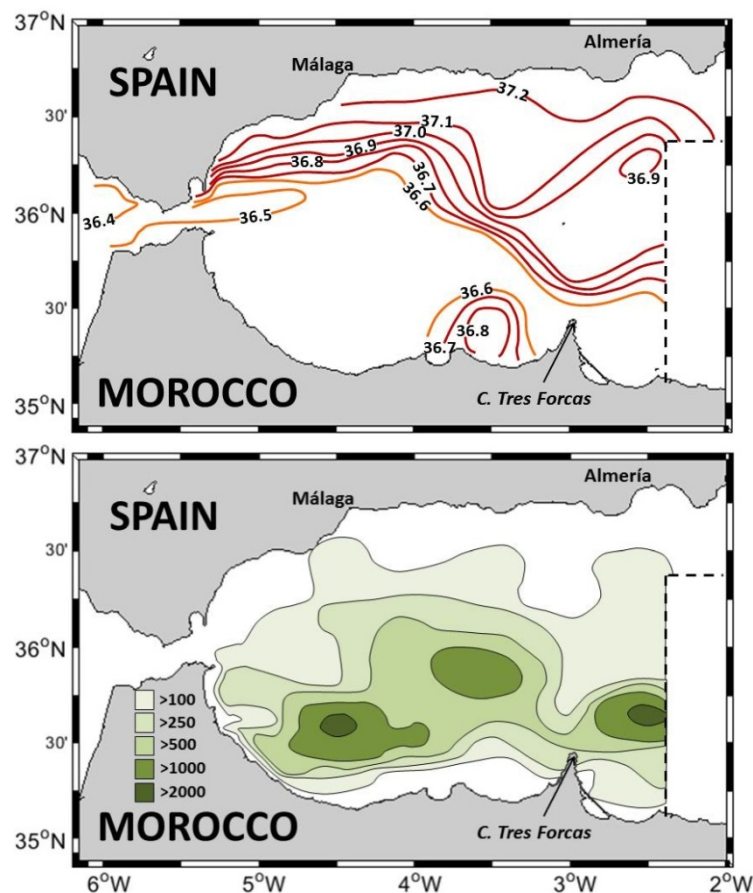 37°N
Almería
Málaga
SPAIN
37.2
30'
37.1
37.0
36.9
36.8
36.7
36.9
36.6
36.4
36.5
36°N
36.6
30'
36.8
36.7
C. Tres Forcas
MOROCCO
35°N
37°N
Almería
Málaga
SPAIN
30'
36°N
>100
>250
>500
>1000
>2000
30'
C. Tres Forcas
MOROCCO
35°N
6°W
5°W
4°W
3°W
2°W